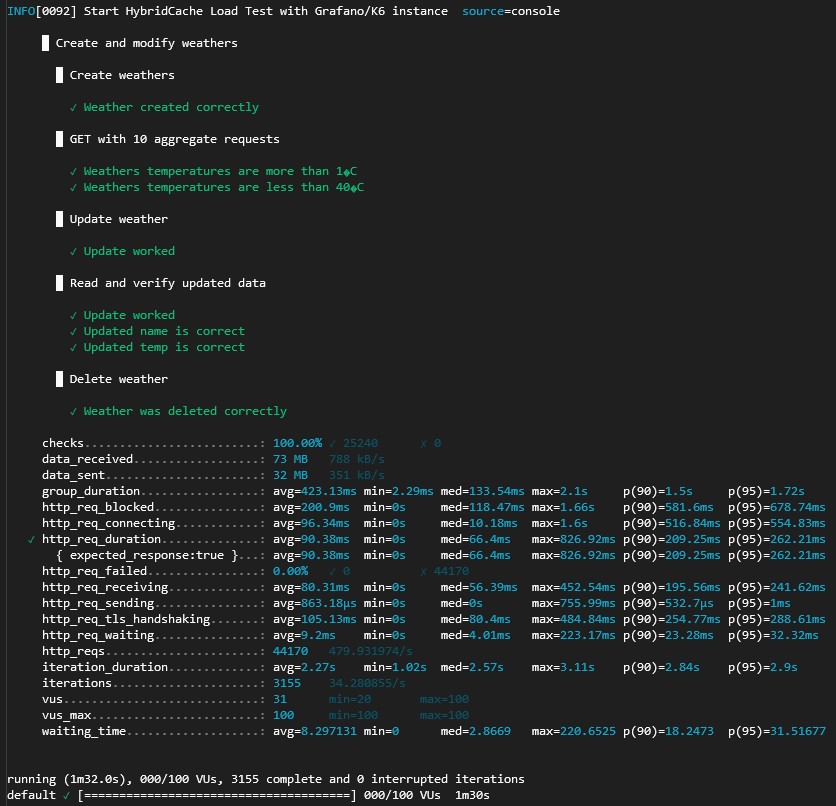 INFO[0092] Start HybridCache Load Test with Grafano/K6 instance  source=console
█ Create and modify weathers
█ Create weathers
✓ Weather created correctly
█ GET with 10 aggregate requests
✓ Weathers temperatures are more than 1�C
✓ Weathers temperatures are less than 40�C
█ Update weather
✓ Update worked
█ Read and verify updated data
✓ Update worked
✓ Updated name is correct
✓ Updated temp is correct
█ Delete weather
✓ Weather was deleted correctly
checks.........................: 100.00% ✓ 25240      ✗ 0
data_received..................: 73 MB   788 kB/s
data_sent......................: 32 MB   351 kB/s
group_duration.................: avg=423.13ms min=2.29ms med=133.54ms max=2.1s     p(90)=1.5s     p(95)=1.72s
http_req_blocked...............: avg=200.9ms  min=0s     med=118.47ms max=1.66s    p(90)=581.6ms  p(95)=678.74ms
http_req_connecting............: avg=96.34ms  min=0s     med=10.18ms  max=1.6s     p(90)=516.84ms p(95)=554.83ms
✓ http_req_duration..............: avg=90.38ms  min=0s     med=66.4ms   max=826.92ms p(90)=209.25ms p(95)=262.21ms
{ expected_response:true }...: avg=90.38ms  min=0s     med=66.4ms   max=826.92ms p(90)=209.25ms p(95)=262.21ms
http_req_failed................: 0.00%   ✓ 0          ✗ 44170
http_req_receiving.............: avg=80.31ms  min=0s     med=56.39ms  max=452.54ms p(90)=195.56ms p(95)=241.62ms
http_req_sending...............: avg=863.18µs min=0s     med=0s       max=755.99ms p(90)=532.7µs  p(95)=1ms
http_req_tls_handshaking.......: avg=105.13ms min=0s     med=80.4ms   max=484.84ms p(90)=254.77ms p(95)=288.61ms
http_req_waiting...............: avg=9.2ms    min=0s     med=4.01ms   max=223.17ms p(90)=23.28ms  p(95)=32.32ms
http_reqs......................: 44170   479.931974/s
iteration_duration.............: avg=2.27s    min=1.02s  med=2.57s    max=3.11s    p(90)=2.84s    p(95)=2.9s
iterations.....................: 3155    34.280855/s
vus............................: 31      min=20       max=100
vus_max........................: 100     min=100      max=100
waiting_time...................: avg=8.297131 min=0      med=2.8669   max=220.6525 p(90)=18.2473  p(95)=31.51677
running (1m32.0s), 000/100 VUs, 3155 complete and 0 interrupted iterations
default ✓ [======================================] 000/100 VUs  1m30s